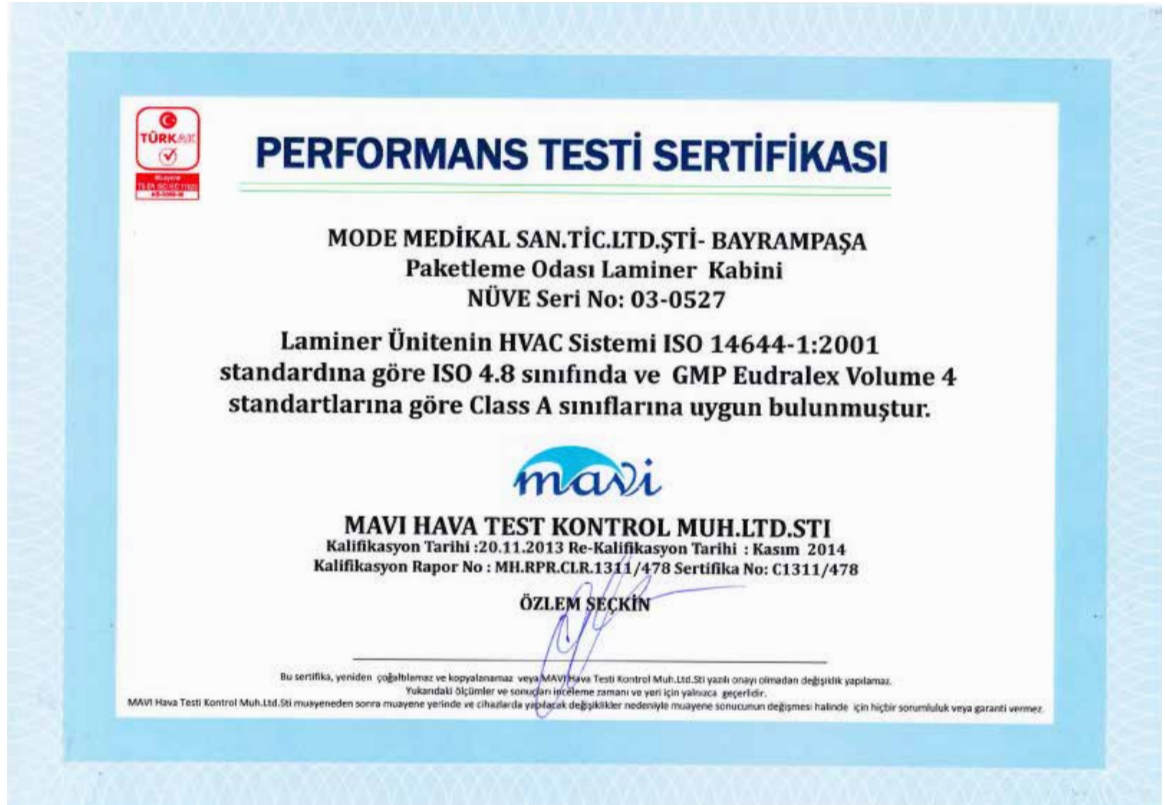 TÜRKAK
Muayene
PERFORMANS TESTİ SERTİFİKASI
MODE MEDİKAL SAN.TİC.LTD.ŞTİ- BAYRAMPAŞA
Paketleme Odası Laminer Kabini
NÜVE Seri No: 03-0527
Laminer Ünitenin HVAC Sistemi ISO 14644-1:2001
standardına göre ISO 4.8 sınıfında ve GMP Eudralex Volume 4
standartlarına göre Class A sınıflarına uygun bulunmuştur.
mavi
MAVI HAVA TEST KONTROL MUH.LTD.STI
Kalifikasyon Tarihi :20.11.2013 Re-Kalifikasyon Tarihi : Kasım 2014
Kalifikasyon Rapor No : MH.RPR.CLR.1311/478 Sertifika No: C1311/478
ÖZLEM SEÇKİN
Bu sertifika, yeniden çoğaltılamaz ve kopyalanamaz veya MAVİ Hava Testi Kontrol Muh.Ltd.Sti yazılı onayı olmadan değişiklik yapılamaz.
Yukarıdaki ölçümler ve sonuçları inceleme zamanı ve yeri için yalnızca geçerlidir.
MAVI Hava Testi Kontrol Muh.Ltd.Sti muayeneden sonra muayene yerinde ve cihazlarda yapılacak değişiklikler nedeniyle muayene sonucunun değişmesi halinde için hiçbir sorumluluk veya garanti vermez.